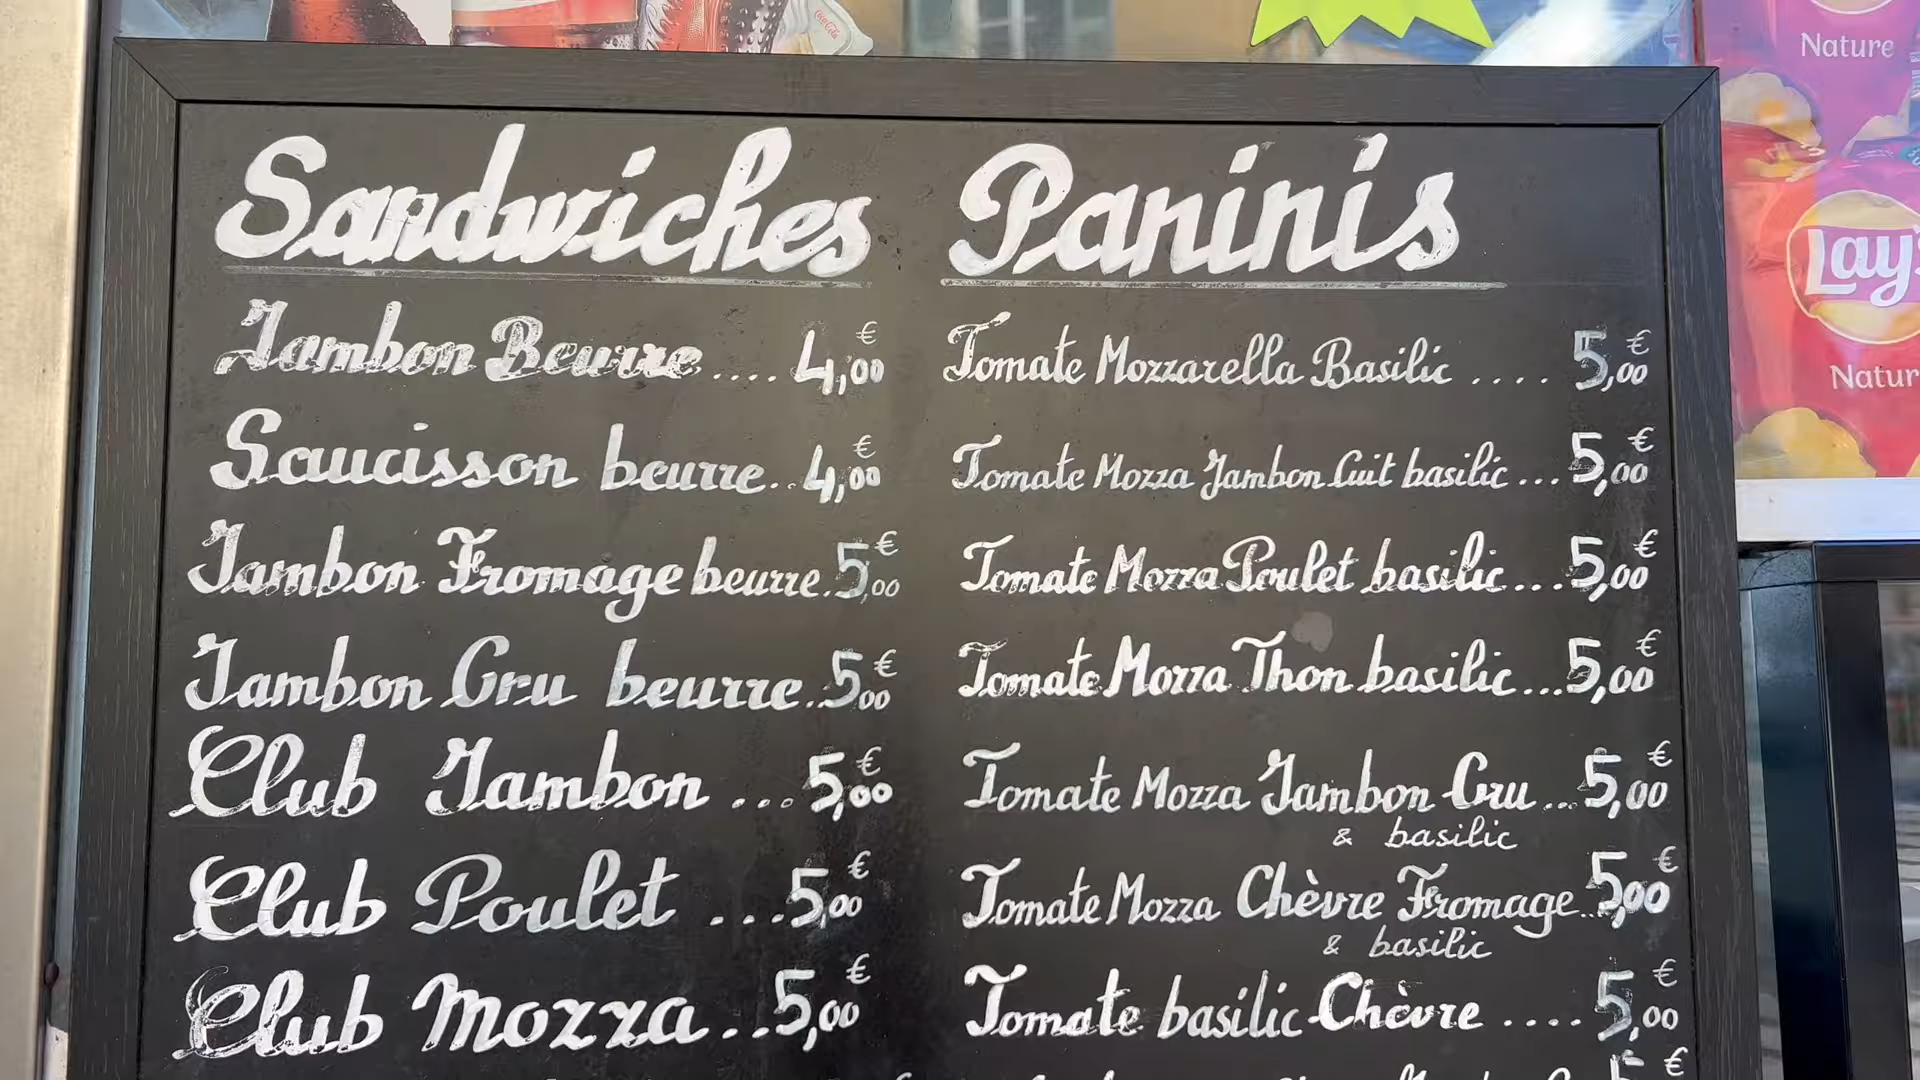 Sandwiches
Jambon Beurre .... 4,00 €
Saucisson beurre .. 4,00 €
Jambon Fromage beurre . 5,00 €
Jambon Cru beurre .. 5,00 €
Club Jambon ... 5,00 €
Club Poulet ... 5,00 €
Club Mozza .. 5,00 €
Paninis
Tomate Mozzarella Basilic .... 5,00 €
Tomate Mozza Jambon Cuit basilic ... 5,00 €
Tomate Mozza Poulet basilic ... 5,00 €
Tomate Mozza Thon basilic ... 5,00 €
Tomate Mozza Jambon Cru ... 5,00 €
& basilic
Tomate Mozza Chèvre Fromage .. 5,00 €
& basilic
Tomate basilic Chèvre .... 5,00 €
Coca-Cola
Nature
Lay's